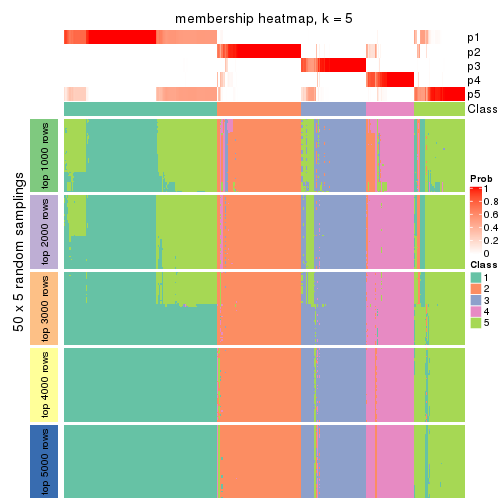 membership heatmap, k = 5
p1
p2
p3
p4
p5
Class
50 x 5 random samplings
top 1000 rows
top 2000 rows
top 3000 rows
top 4000 rows
top 5000 rows
Prob
1
0.8
0.6
0.4
0.2
0
Class
1
2
3
4
5